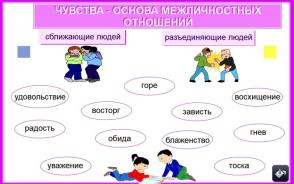 ЧУВСТВА - ОСНОВА МЕЖЛИЧНОСТНЫХ
ОТНОШЕНИЙ
сближающие людей
разъединяющие людей
горе
удовольствие
восхищение
восторг
зависть
радость
гнев
обида
блаженство
уважение
тоска